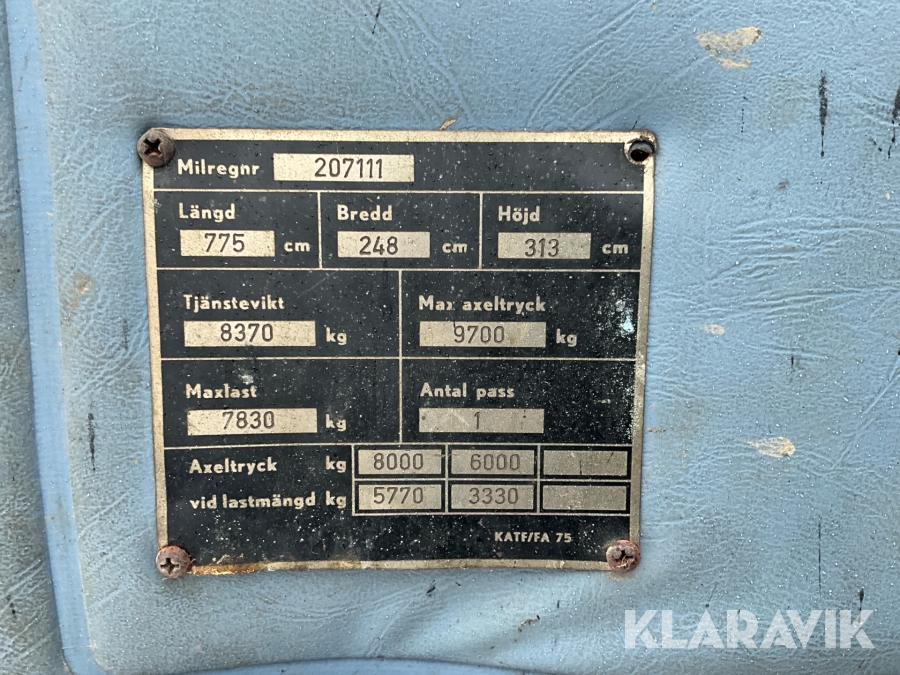 Milregnr 207111
Längd Bredd Höjd
775 cm 248 cm 313 cm
Tjänstevikt Max axeltryck
8370 kg 9700 kg
Maxlast Antal pass
7830 kg 1
Axeltryck kg 8000 6000
vid lastmängd kg 5770 3330
KATF/FA 75
KLARAVIK